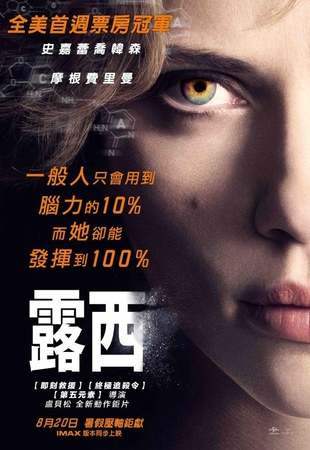 全美首週票房冠軍
史嘉蕾喬韓森
摩根費里曼
一般人只會用到
腦力的10%
而她卻能
發揮到100%
露西
【即刻救援】【終極追殺令】
【第五元素】導演
盧貝松 全新動作鉅片
8月20日 暑假壓軸鉅獻
IMAX 版本同步上映